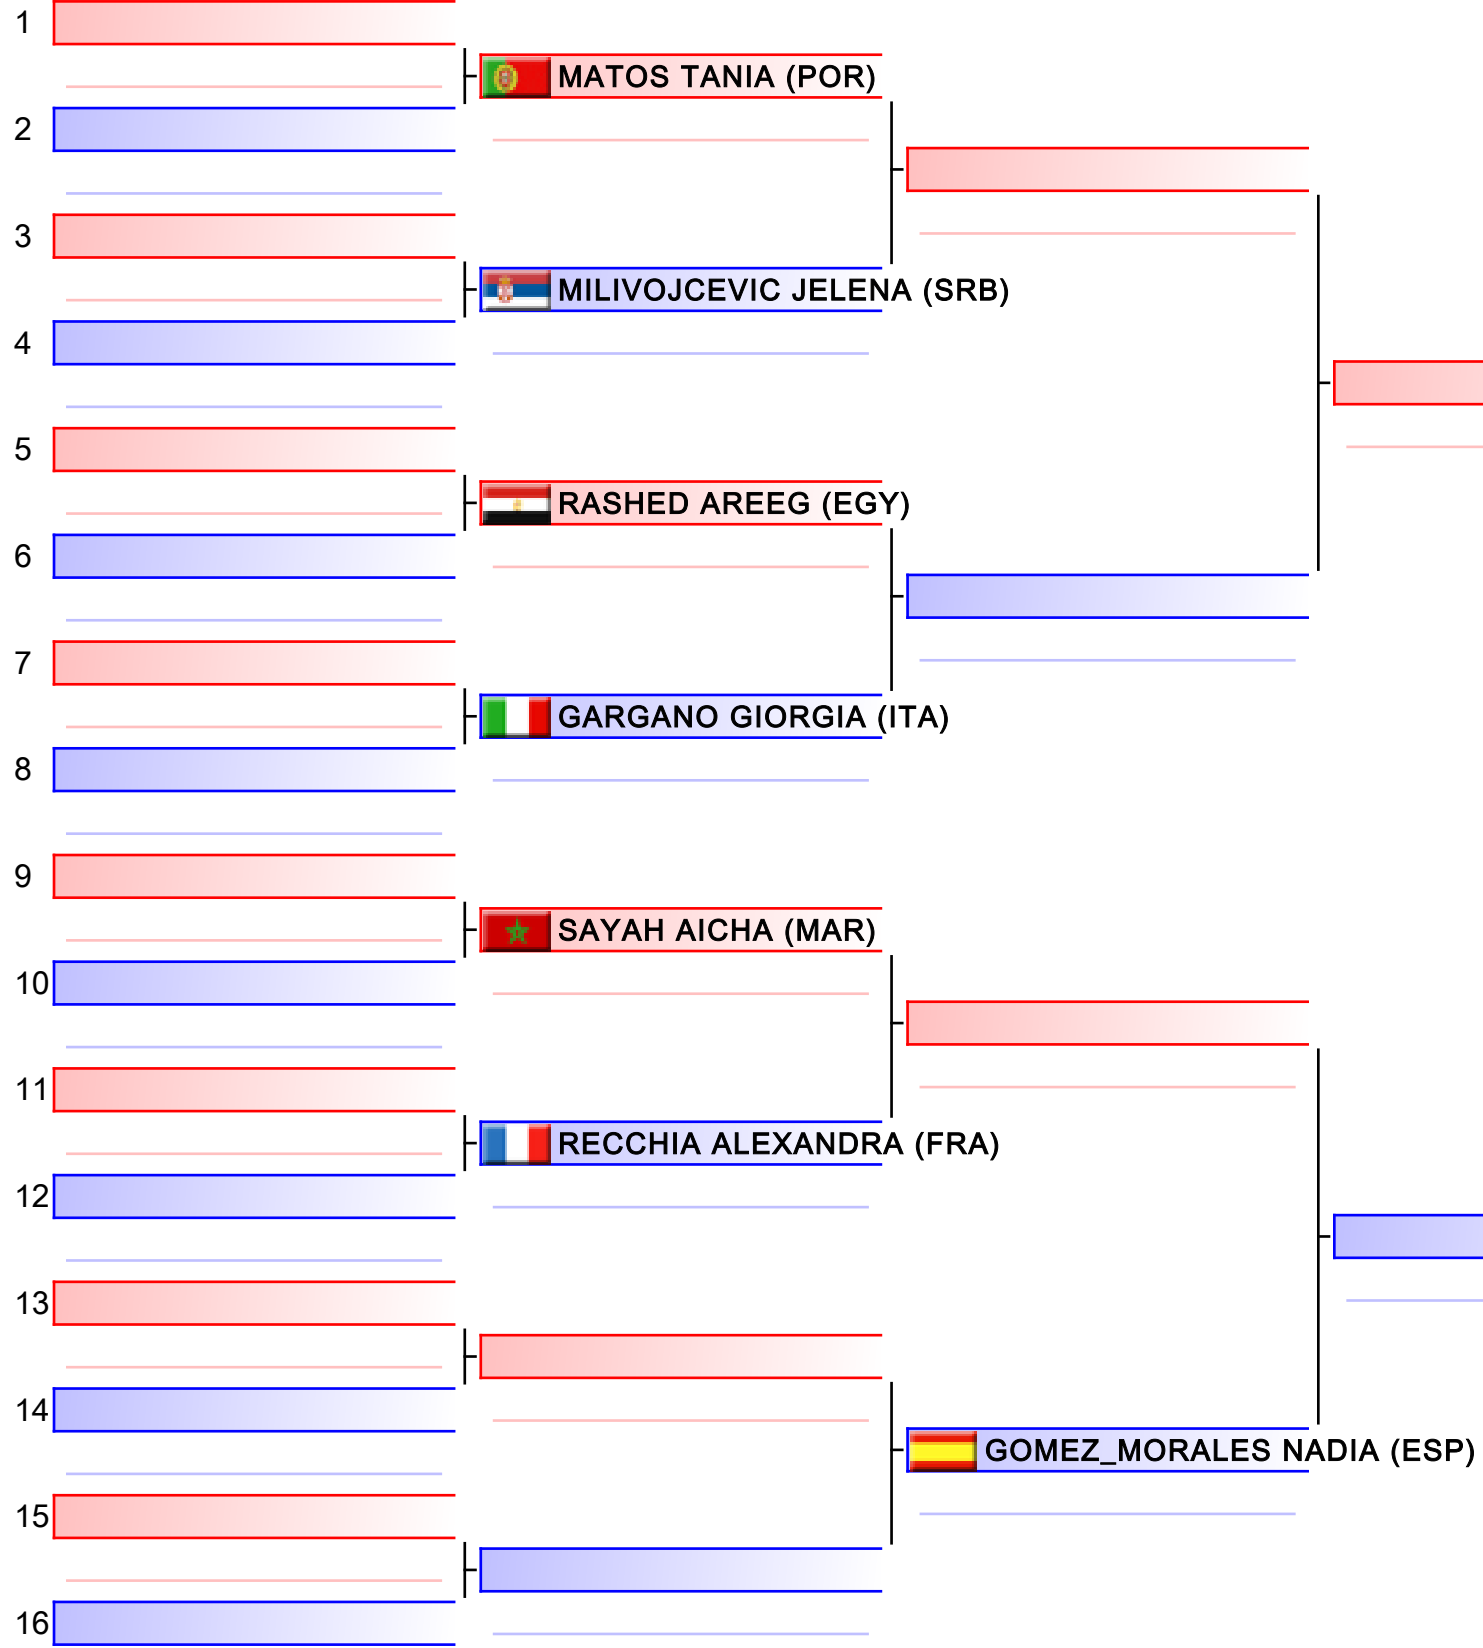 1
MATOS TANIA (POR)
2
3
MILIVOJCEVIC JELENA (SRB)
4
5
RASHED AREEG (EGY)
6
7
GARGANO GIORGIA (ITA)
8
9
SAYAH AICHA (MAR)
10
11
RECCHIA ALEXANDRA (FRA)
12
13
14
GOMEZ_MORALES NADIA (ESP)
15
16